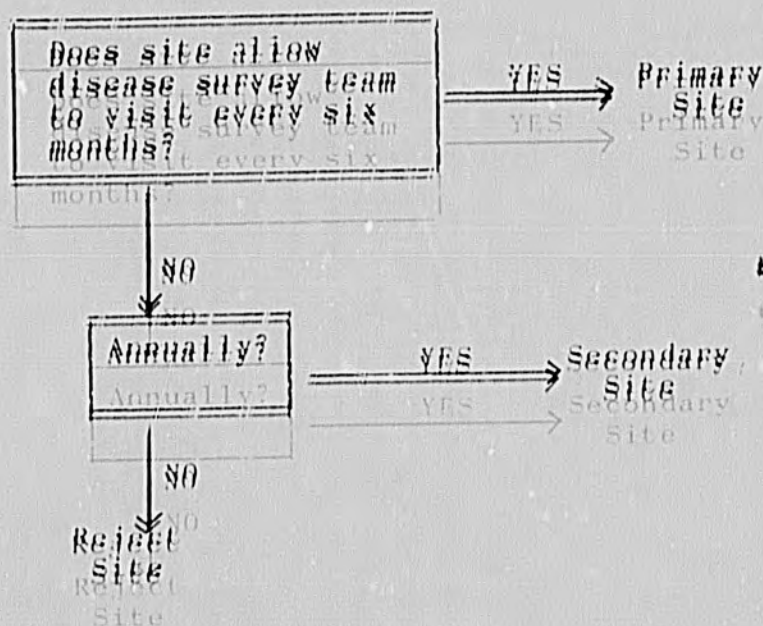 Does site allow
disease survey team
to visit every six
months?
YES
Primary
Site
NO
Annually?
YES
Secondary
Site
NO
Reject
Site